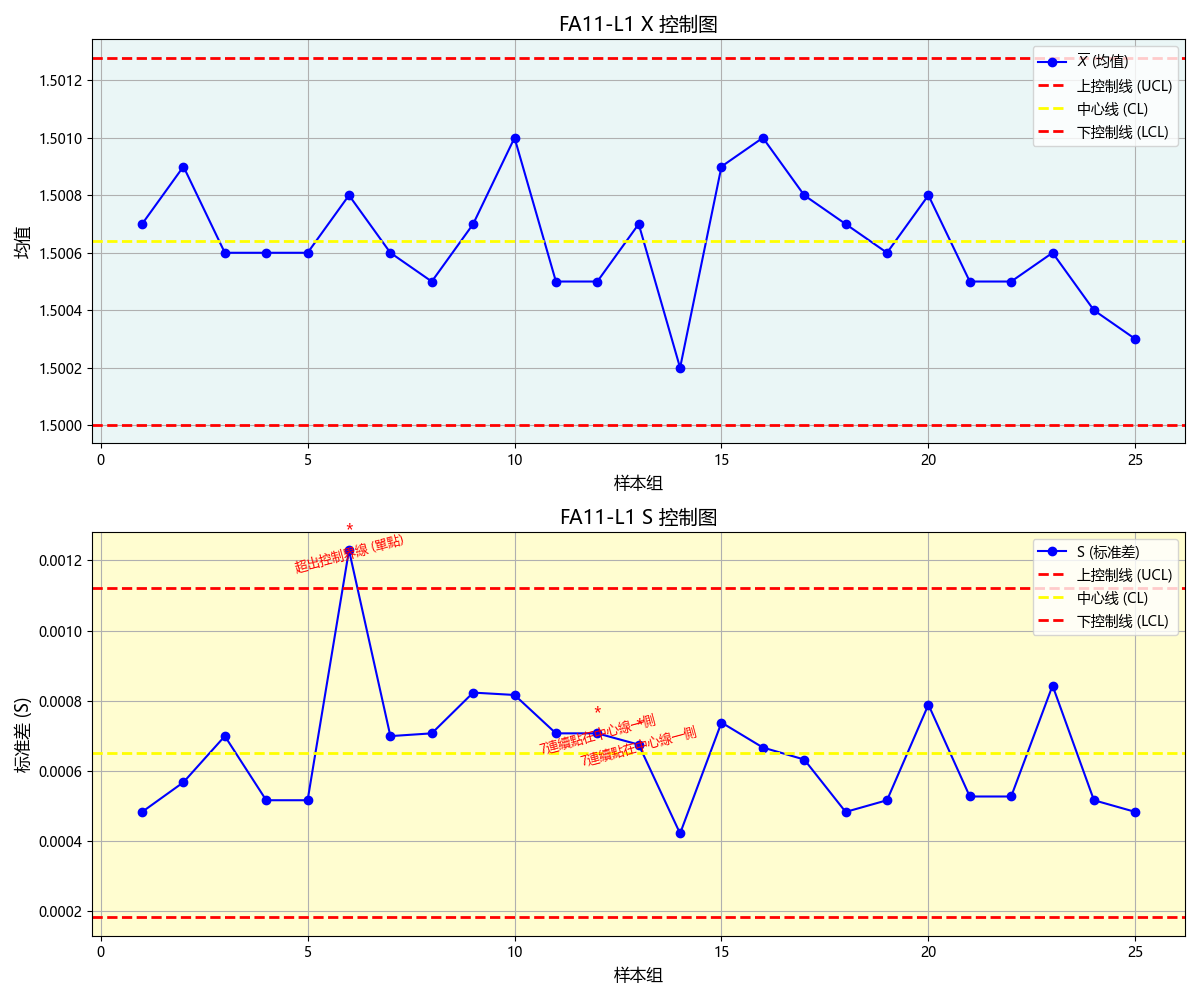 FA11-L1 X 控制图
1.5012
1.5010
1.5008
1.5006
1.5004
1.5002
1.5000
均值
X (均值)
上控制线 (UCL)
中心线 (CL)
下控制线 (LCL)
0 5 10 15 20 25
样本组
FA11-L1 S 控制图
0.0012
0.0010
0.0008
0.0006
0.0004
0.0002
标准差 (S)
*
超出控制界線 (單點)
*
7連續點在中心線一側
*
7連續點在中心線一側
S (标准差)
上控制线 (UCL)
中心线 (CL)
下控制线 (LCL)
0 5 10 15 20 25
样本组